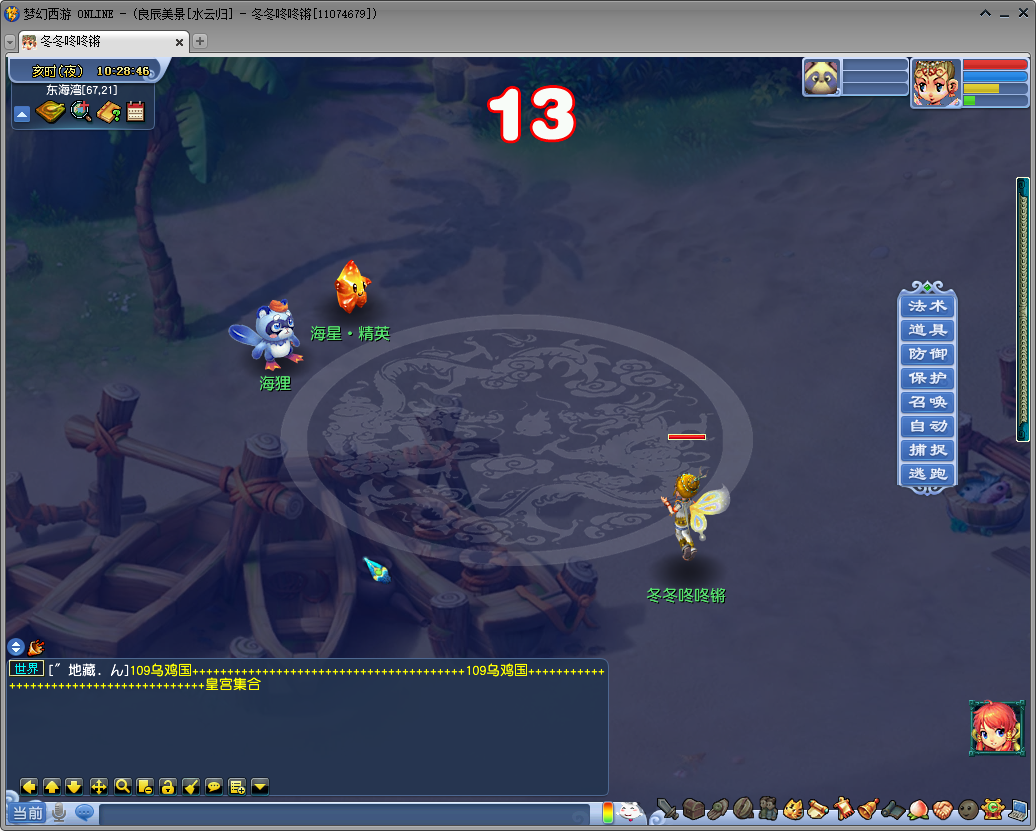 梦幻西游 ONLINE - (良辰美景[水云归] - 冬冬咚咚锵[11074679])
冬冬咚咚锵
亥时(夜) 10:28:46
东海湾[67,21]
13
海星·精英
海狸
法术
道具
防御
保护
召唤
自动
捕捉
逃跑
冬冬咚咚锵
世界 [〞地藏．ん]109乌鸡国+++++++++++++++++++++++++++++++++++++++109乌鸡国+++++++++++
++++++++++++++++++++++++++++皇宫集合
当前